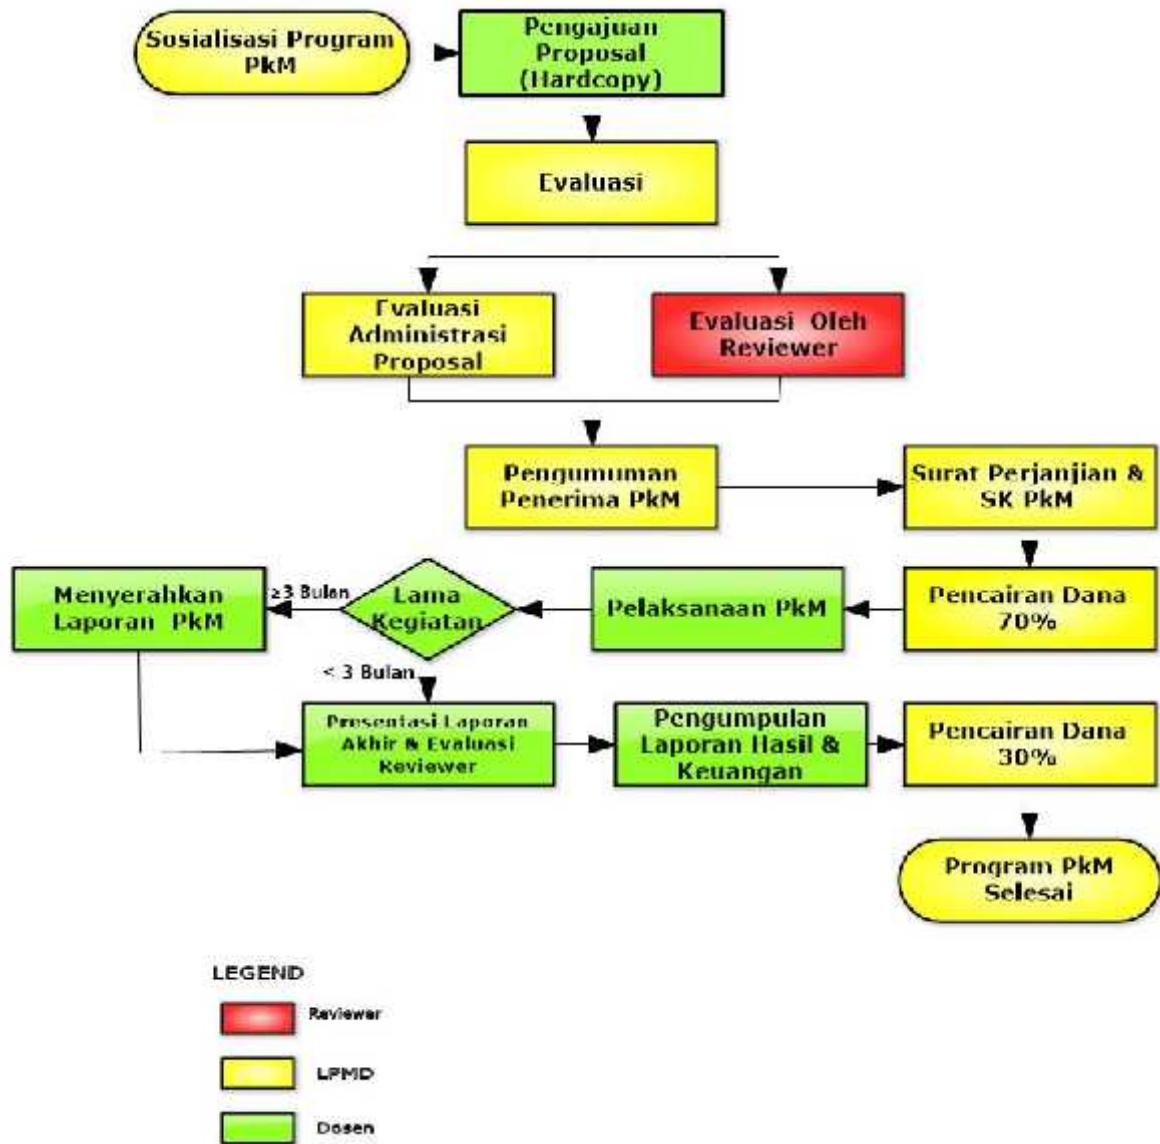 Sosialisasi Program
PkM
Pengajuan
Proposal
(Hardcopy)
Evaluasi
Evaluasi
Administrasi
Proposal
Evaluasi Oleh
Reviewer
Pengumuman
Penerima PkM
Surat Perjanjian &
SK PkM
Menyerahkan
Laporan PkM
≥3 Bulan
Lama
Kegiatan
Pelaksanaan PkM
Pencairan Dana
70%
< 3 Bulan
Presentasi Laporan
Akhir & Evaluasi
Reviewer
Pengumpulan
Laporan Hasil &
Keuangan
Pencairan Dana
30%
Program PkM
Selesai
LEGEND
Reviewer
LPMD
Dosen